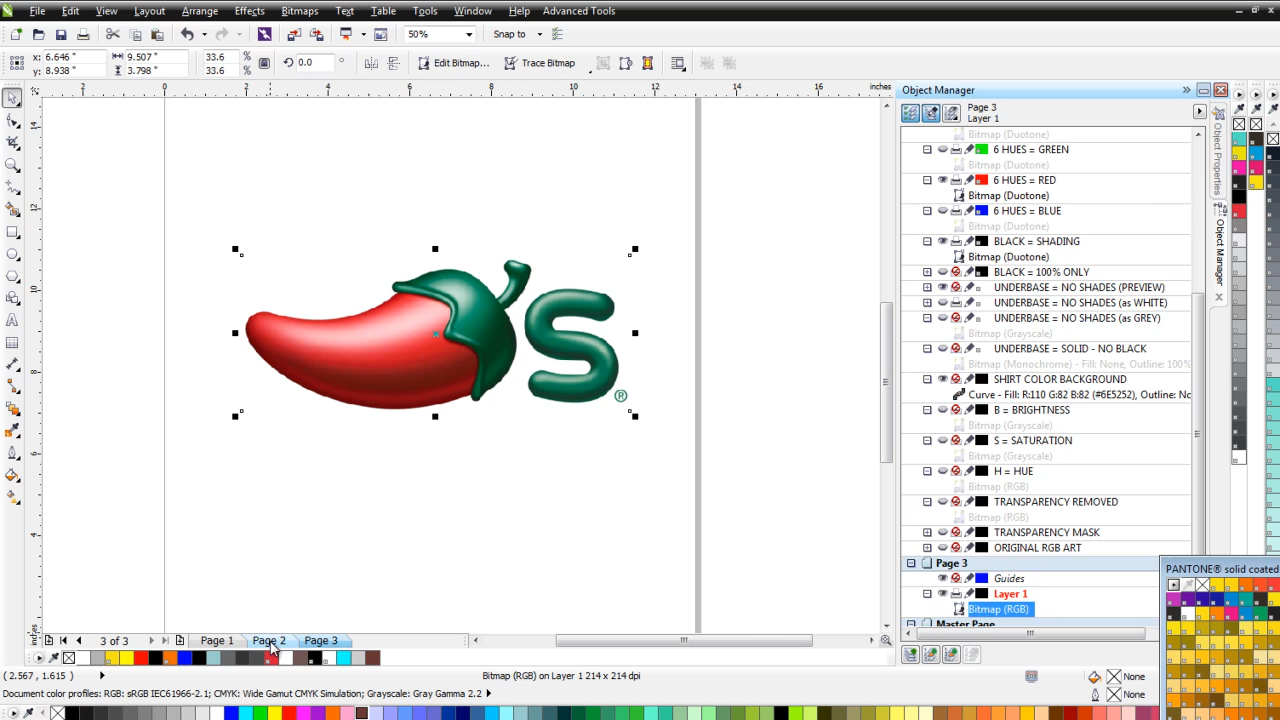 File Edit View Layout Arrange Effects Bitmaps Text Table Tools Window Help Advanced Tools
50% Snap to
x: 6.646 " 9.507 " 33.6 % 0.0 ° Edit Bitmap... Trace Bitmap
y: 8.938 " 3.798 " 33.6 %
2 0 2 4 6 8 10 12 14 16 inches
14
12
10
8
6
4
inches
S
®
Object Manager
Page 3
Layer 1
Bitmap (Duotone)
6 HUES = GREEN
Bitmap (Duotone)
6 HUES = RED
Bitmap (Duotone)
6 HUES = BLUE
Bitmap (Duotone)
BLACK = SHADING
Bitmap (Duotone)
BLACK = 100% ONLY
UNDERBASE = NO SHADES (PREVIEW)
UNDERBASE = NO SHADES (as WHITE)
UNDERBASE = NO SHADES (as GREY)
Bitmap (Grayscale)
UNDERBASE = SOLID - NO BLACK
Bitmap (Monochrome) - Fill: None, Outline: 100%
SHIRT COLOR BACKGROUND
Curve - Fill: R:110 G:82 B:82 (#6E5252), Outline: Nc
B = BRIGHTNESS
Bitmap (Grayscale)
S = SATURATION
Bitmap (Grayscale)
H = HUE
Bitmap (RGB)
TRANSPARENCY REMOVED
Bitmap (RGB)
TRANSPARENCY MASK
ORIGINAL RGB ART
Page 3
Guides
Layer 1
Bitmap (RGB)
Master Page
Object Properties
Object Manager
PANTONE® solid coated
3 of 3 Page 1 Page 2 Page 3
( 2.567, 1.615 ) Bitmap (RGB) on Layer 1 214 x 214 dpi None
Document color profiles: RGB: sRGB IEC61966-2.1; CMYK: Wide Gamut CMYK Simulation; Grayscale: Gray Gamma 2.2 None